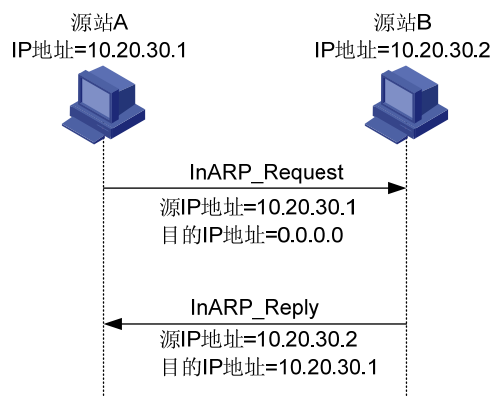 源站A
IP地址=10.20.30.1
源站B
IP地址=10.20.30.2
InARP_Request
源IP地址=10.20.30.1
目的IP地址=0.0.0.0
InARP_Reply
源IP地址=10.20.30.2
目的IP地址=10.20.30.1